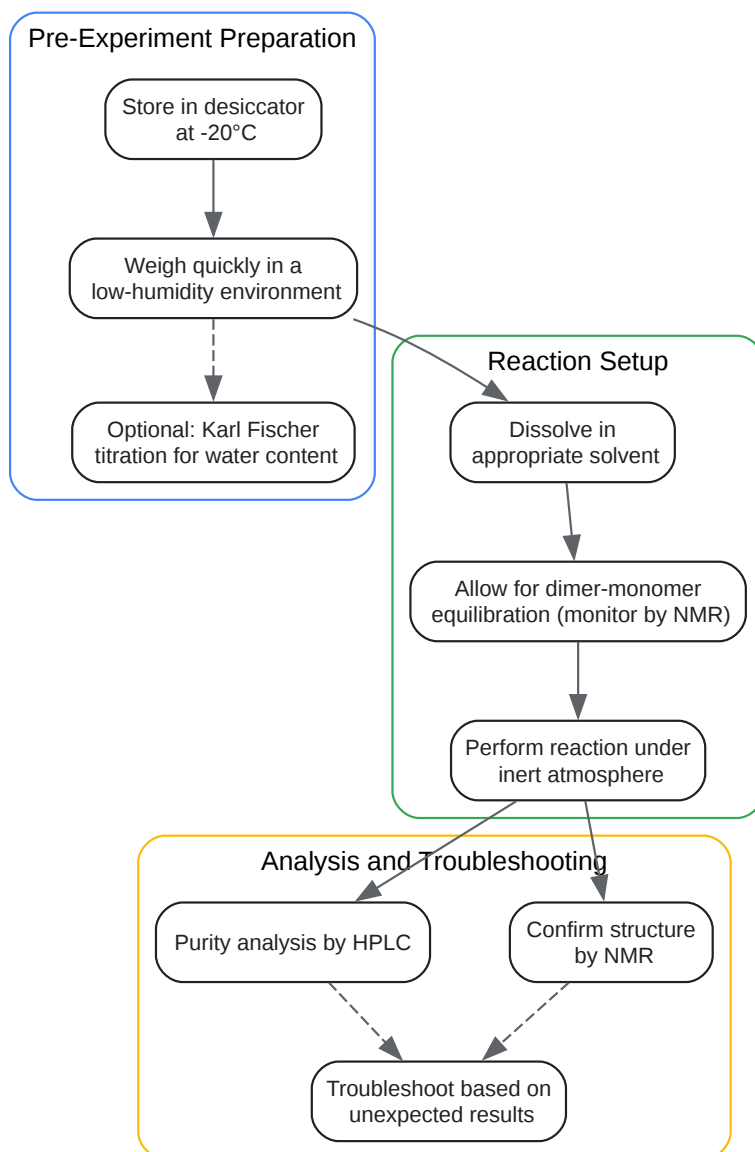 Pre-Experiment Preparation
Store in desiccator
at -20°C
Weigh quickly in a
low-humidity environment
Optional: Karl Fischer
titration for water content
Reaction Setup
Dissolve in
appropriate solvent
Allow for dimer-monomer
equilibration (monitor by NMR)
Perform reaction under
inert atmosphere
Analysis and Troubleshooting
Purity analysis by HPLC
Confirm structure
by NMR
Troubleshoot based on
unexpected results